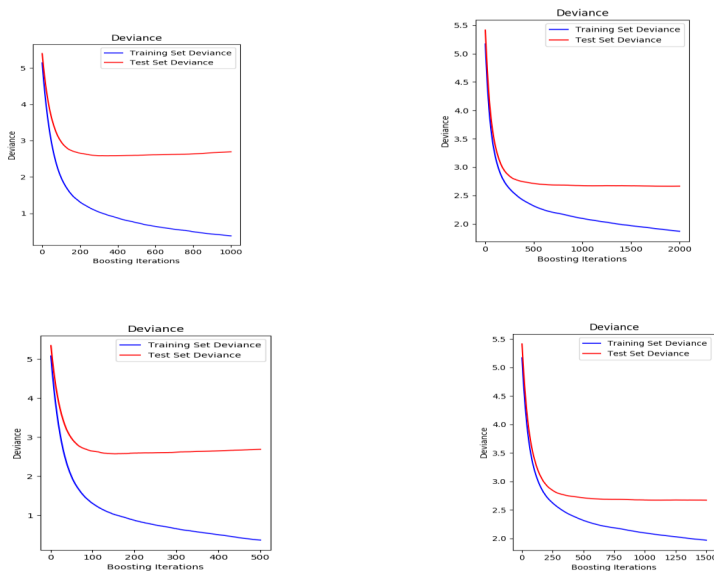 Deviance
Training Set Deviance
Test Set Deviance
5
4
3
2
1
Deviance
0 200 400 600 800 1000
Boosting Iterations
Deviance
Training Set Deviance
Test Set Deviance
5.5
5.0
4.5
4.0
3.5
3.0
2.5
2.0
Deviance
0 500 1000 1500 2000
Boosting Iterations
Deviance
Training Set Deviance
Test Set Deviance
5
4
3
2
1
Deviance
0 100 200 300 400 500
Boosting Iterations
Deviance
Training Set Deviance
Test Set Deviance
5.5
5.0
4.5
4.0
3.5
3.0
2.5
2.0
Deviance
0 250 500 750 1000 1250 1500
Boosting Iterations